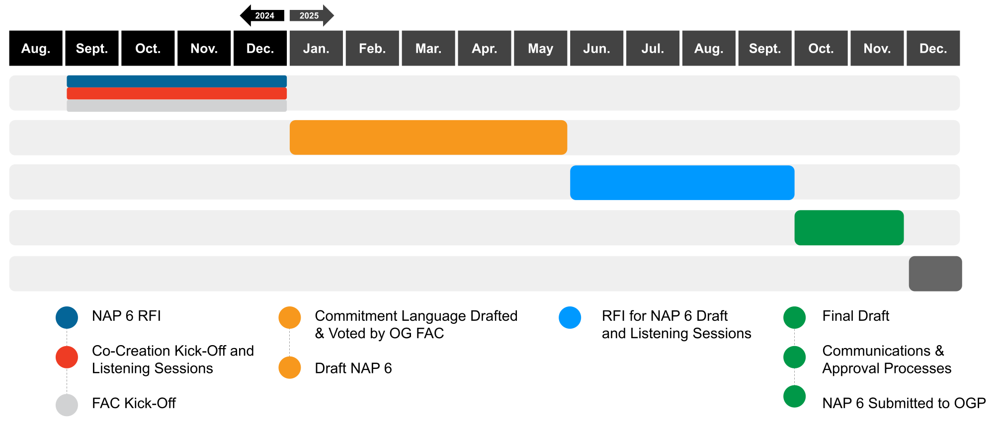 2024 2025
Aug. Sept. Oct. Nov. Dec. Jan. Feb. Mar. Apr. May Jun. Jul. Aug. Sept. Oct. Nov. Dec.
NAP 6 RFI
Co-Creation Kick-Off and
Listening Sessions
FAC Kick-Off
Commitment Language Drafted
& Voted by OG FAC
Draft NAP 6
RFI for NAP 6 Draft
and Listening Sessions
Final Draft
Communications &
Approval Processes
NAP 6 Submitted to OGP